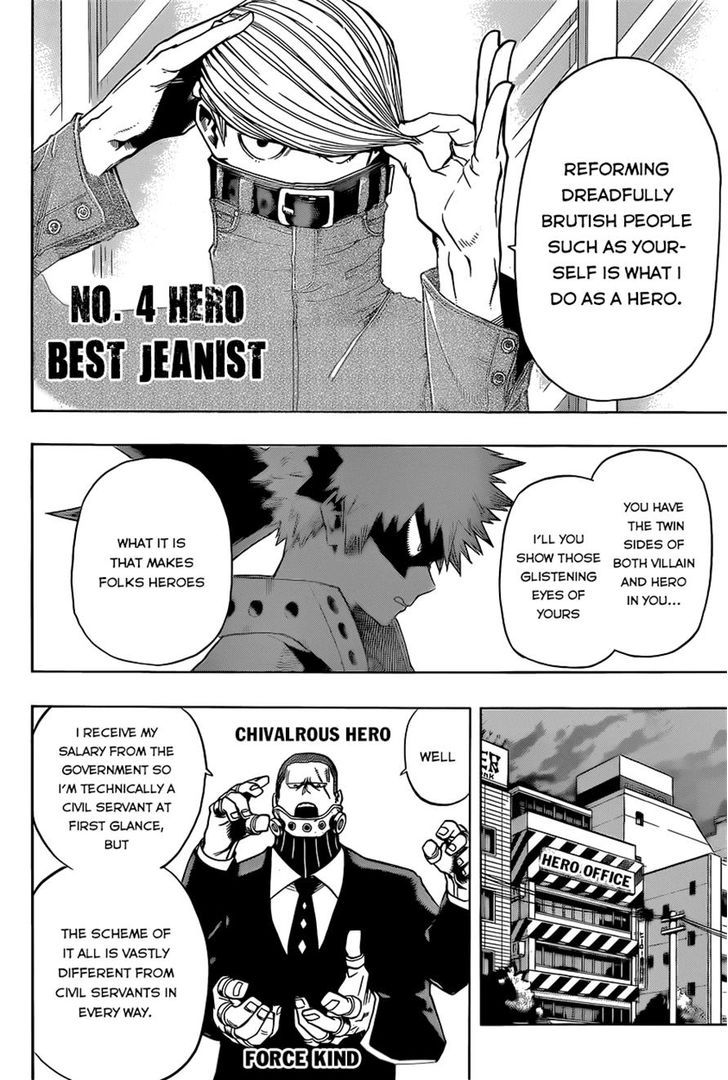 REFORMING
DREADFULLY
BRUTISH PEOPLE
SUCH AS YOUR-
SELF IS WHAT I
DO AS A HERO.
NO. 4 HERO
BEST JEANIST
YOU HAVE
THE TWIN
SIDES OF
BOTH VILLAIN
AND HERO
IN YOU...
I'LL YOU
SHOW THOSE
GLISTENING
EYES OF
YOURS
WHAT IT IS
THAT MAKES
FOLKS HEROES
HERO OFFICE
WELL
CHIVALROUS HERO
FORCE KIND
I RECEIVE MY
SALARY FROM THE
GOVERNMENT SO
I'M TECHNICALLY A
CIVIL SERVANT AT
FIRST GLANCE,
BUT
THE SCHEME OF
IT ALL IS VASTLY
DIFFERENT FROM
CIVIL SERVANTS IN
EVERY WAY.